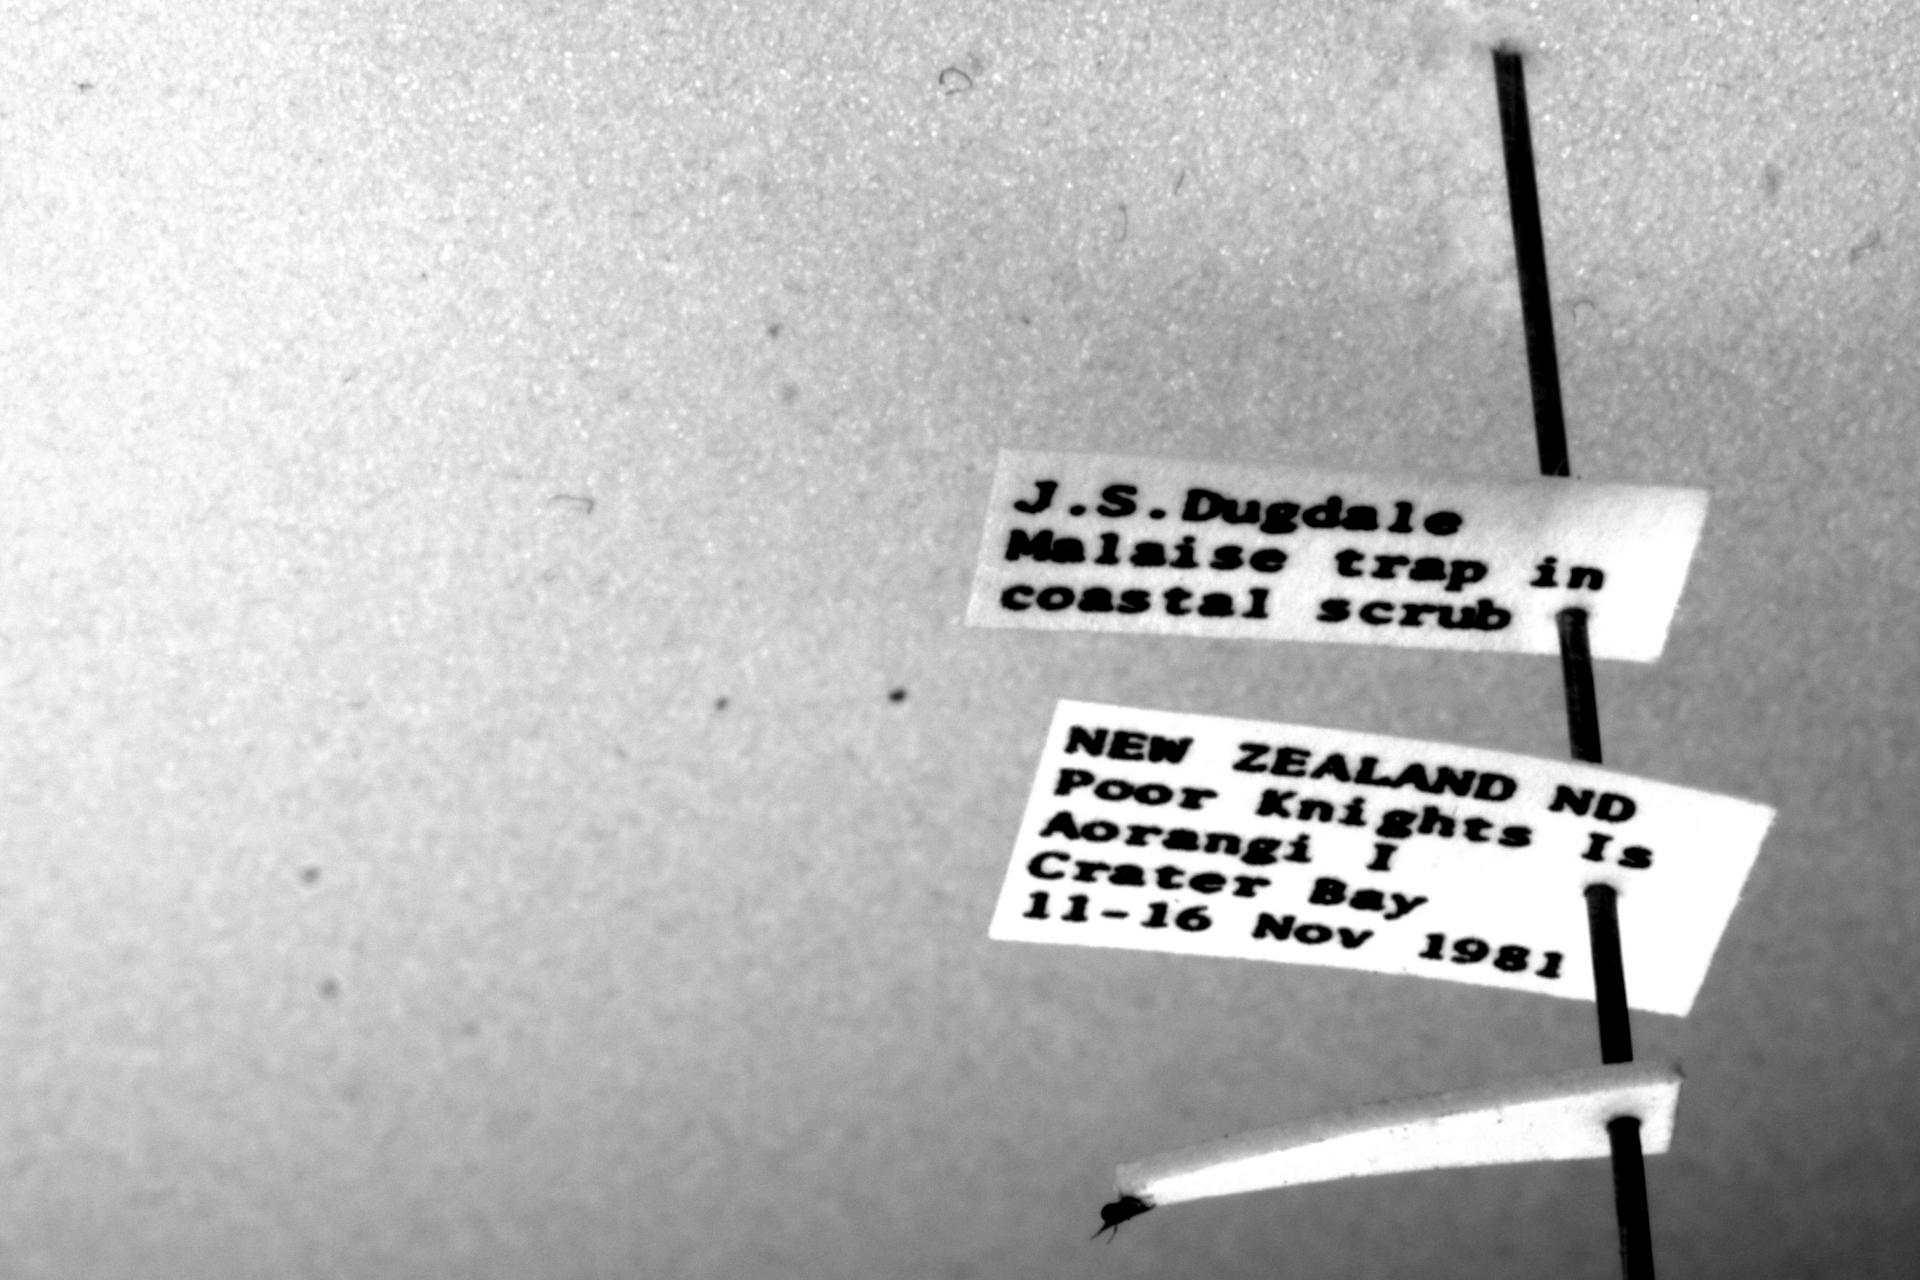 J.S.Dugdale
Malaise trap in
coastal scrub
NEW ZEALAND ND
Poor Knights Is
Aorangi I
Crater Bay
11-16 Nov 1981